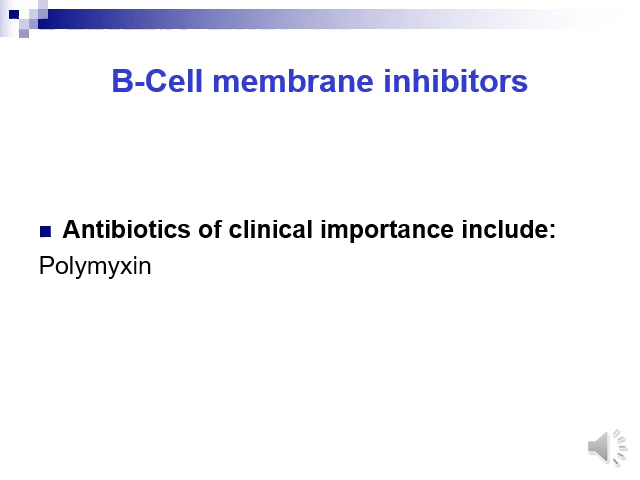 B-Cell membrane inhibitors
Antibiotics of clinical importance include:
Polymyxin